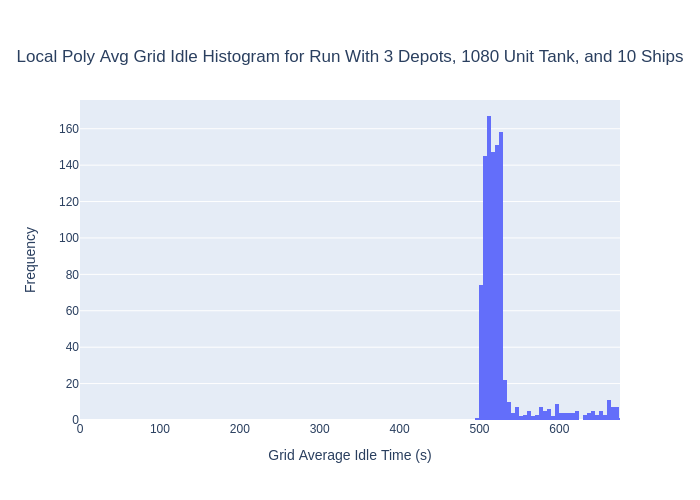 Local Poly Avg Grid Idle Histogram for Run With 3 Depots, 1080 Unit Tank, and 10 Ships
160
140
120
100
80
60
40
20
0
Frequency
0 100 200 300 400 500 600
Grid Average Idle Time (s)